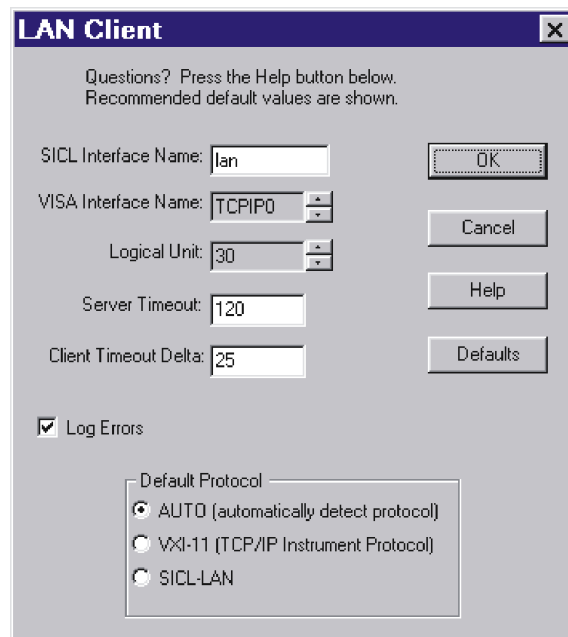 LAN Client
Questions? Press the Help button below.
Recommended default values are shown.
SICL Interface Name: lan
OK
VISA Interface Name: TCPIP0
Cancel
Logical Unit: 30
Help
Server Timeout: 120
Client Timeout Delta: 25
Defaults
Log Errors
Default Protocol
AUTO (automatically detect protocol)
VXI-11 (TCP/IP Instrument Protocol)
SICL-LAN